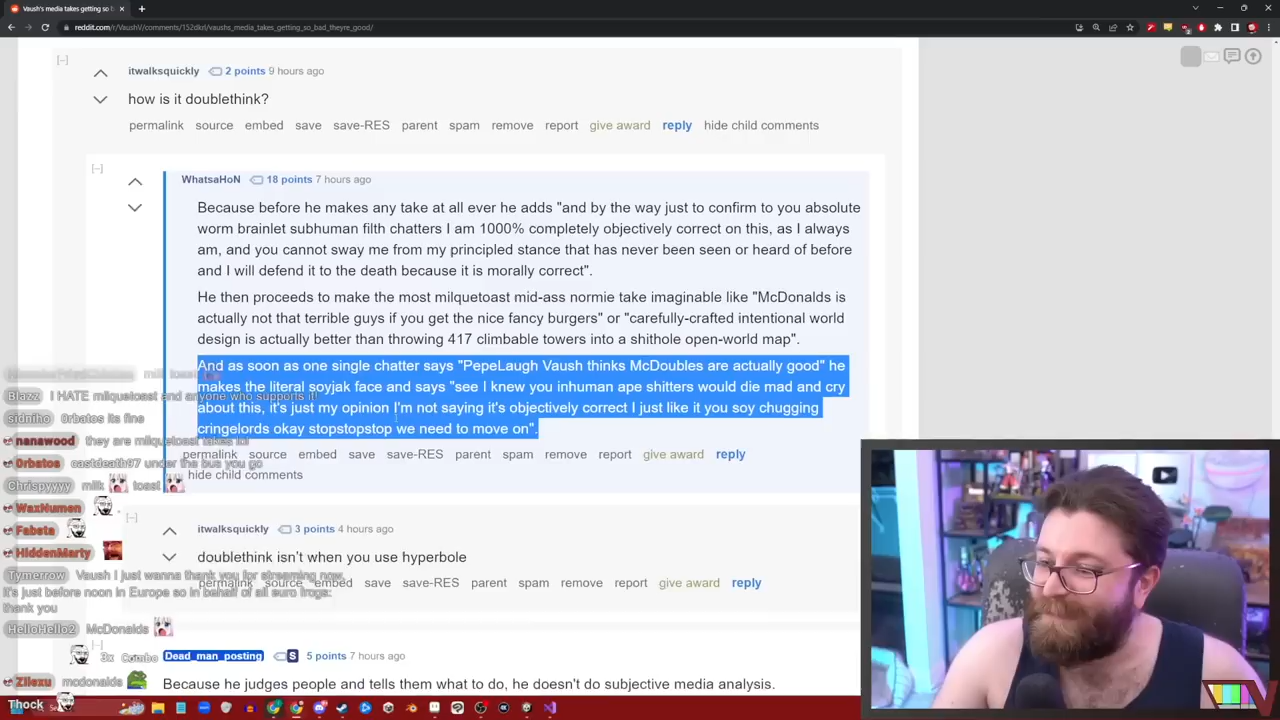 Vaush's media takes getting so b
reddit.com/r/VaushV/comments/152dkrl/vaushs_media_takes_getting_so_bad_theyre_good/
[–]
itwalksquickly 2 points 9 hours ago
how is it doublethink?
permalink source embed save save-RES parent spam remove report give award reply hide child comments
[–]
WhatsaHoN 18 points 7 hours ago
Because before he makes any take at all ever he adds "and by the way just to confirm to you absolute
worm brainlet subhuman filth chatters I am 1000% completely objectively correct on this, as I always
am, and you cannot sway me from my principled stance that has never been seen or heard of before
and I will defend it to the death because it is morally correct".
He then proceeds to make the most milquetoast mid-ass normie take imaginable like "McDonalds is
actually not that terrible guys if you get the nice fancy burgers" or "carefully-crafted intentional world
design is actually better than throwing 417 climbable towers into a shithole open-world map".
And as soon as one single chatter says "PepeLaugh Vaush thinks McDoubles are actually good" he
makes the literal soyjak face and says "see I knew you inhuman ape shitters would die mad and cry
about this, it's just my opinion I'm not saying it's objectively correct I just like it you soy chugging
cringelords okay stopstopstop we need to move on".
permalink source embed save save-RES parent spam remove report give award reply
hide child comments
[–]
itwalksquickly 3 points 4 hours ago
doublethink isn't when you use hyperbole
permalink source embed save save-RES parent spam remove report give award reply
[–]
Dead_man_posting S 5 points 7 hours ago
Because he judges people and tells them what to do, he doesn't do subjective media analysis.
milk toast
Blazz I HATE milquetoast and anyone who supports it!
sidniho 0rbatos its fine
nanawood they are milquetoast takes lol
0rbatos castdeath97 under the bus you go
Chrispyyyy milk toast
WaxNumen
Fabeta
HiddenMarty
Tymerrow Vaush I just wanna thank you for streaming now,
it's just before noon in Europe so in behalf of all euro frogs:
thank you
HelloHello2 McDonalds
3x Combo
Zilexu mcdonalds
Thock